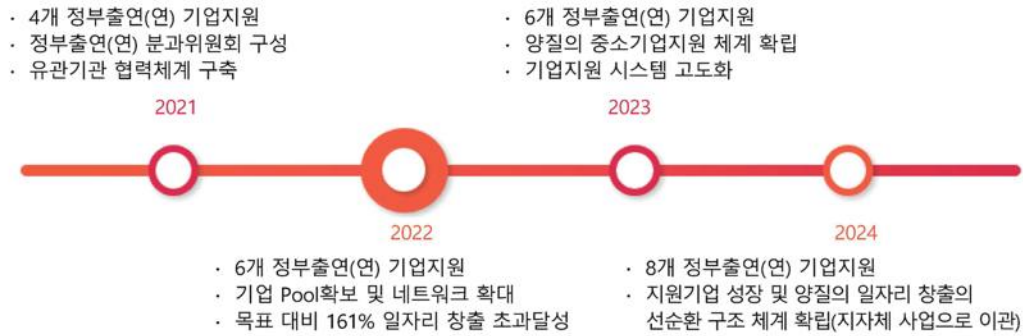 · 4개 정부출연(연) 기업지원
· 정부출연(연) 분과위원회 구성
· 유관기관 협력체계 구축
2021
· 6개 정부출연(연) 기업지원
· 양질의 중소기업지원 체계 확립
· 기업지원 시스템 고도화
2023
2022
· 6개 정부출연(연) 기업지원
· 기업 Pool확보 및 네트워크 확대
· 목표 대비 161% 일자리 창출 초과달성
2024
· 8개 정부출연(연) 기업지원
· 지원기업 성장 및 양질의 일자리 창출의
선순환 구조 체계 확립(지자체 사업으로 이관)